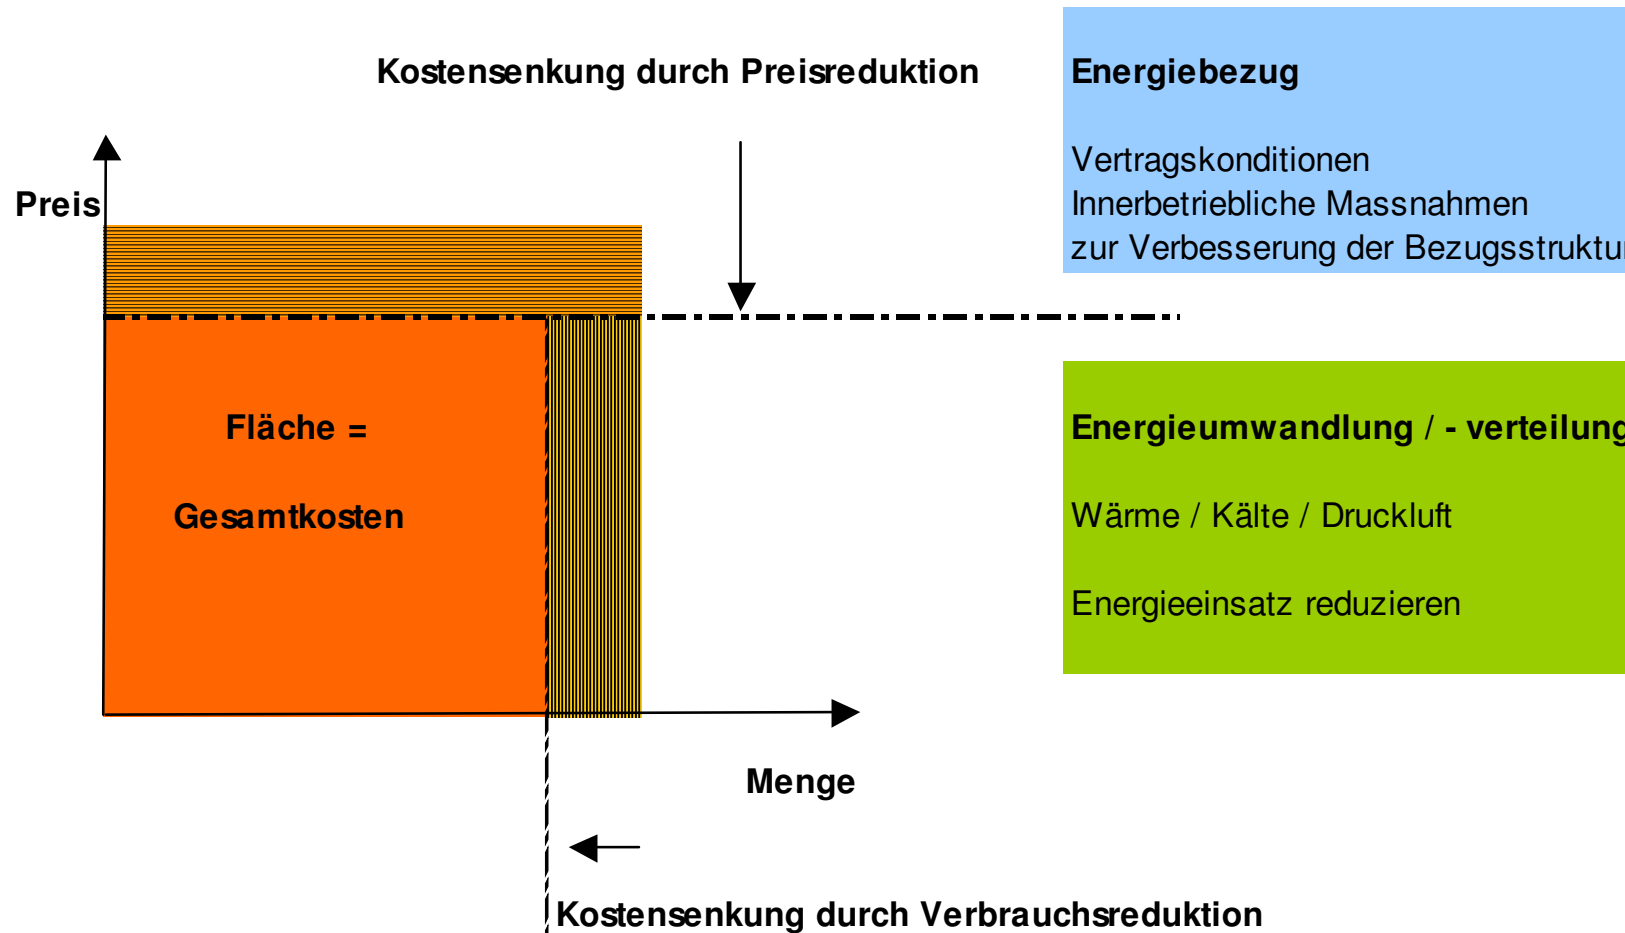 Kostensenkung durch Preisreduktion
Energiebezug
Vertragskonditionen
Innerbetriebliche Massnahmen
zur Verbesserung der Bezugsstruktur
Preis
Fläche =
Gesamtkosten
Energieumwandlung / - verteilung
Wärme / Kälte / Druckluft
Energieeinsatz reduzieren
Menge
Kostensenkung durch Verbrauchsreduktion